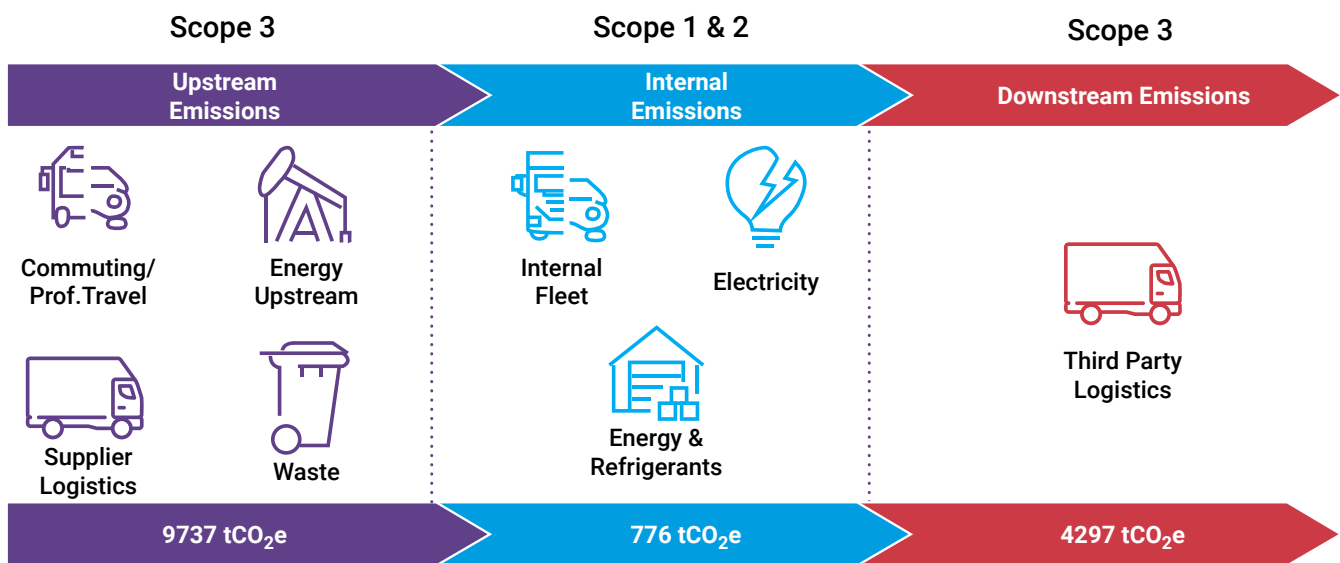 Scope 3
Scope 1 & 2
Scope 3
Upstream
Emissions
Internal
Emissions
Downstream Emissions
Commuting/
Prof.Travel
Energy
Upstream
Internal
Fleet
Electricity
Third Party
Logistics
Supplier
Logistics
Waste
Energy &
Refrigerants
9737 tCO₂e
776 tCO₂e
4297 tCO₂e